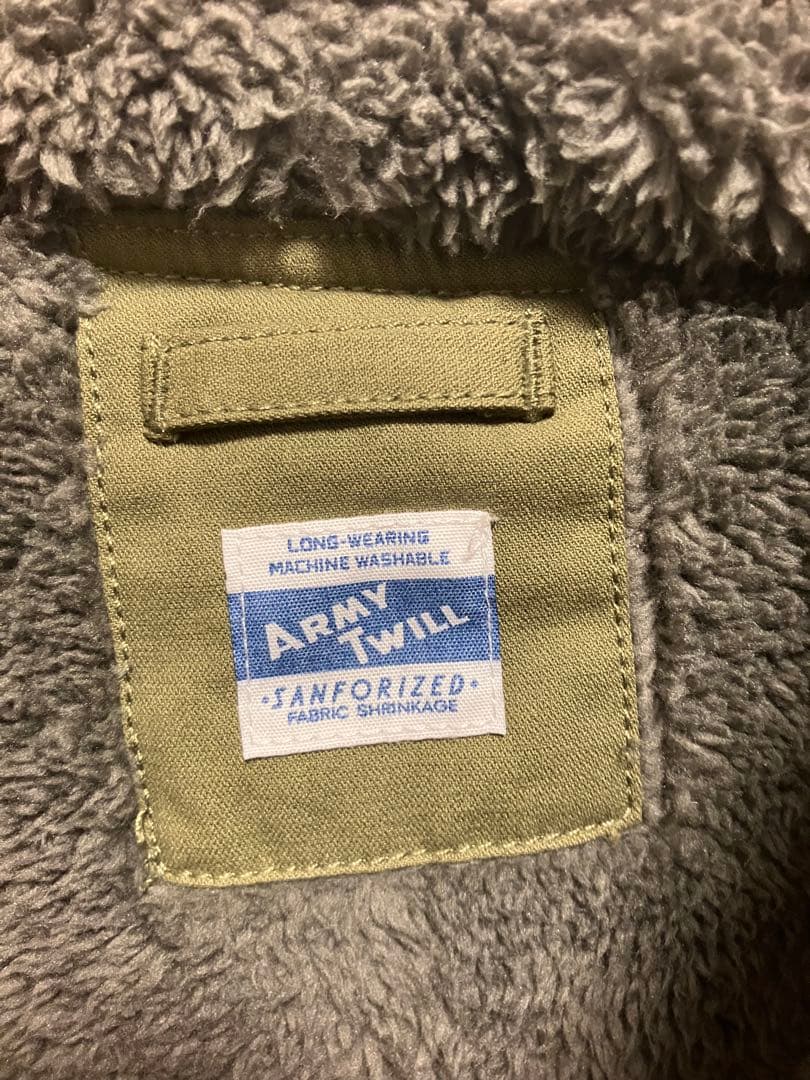 LONG-WEARING
MACHINE WASHABLE
ARMY
TWILL
·SANFORIZED·
FABRIC SHRINKAGE